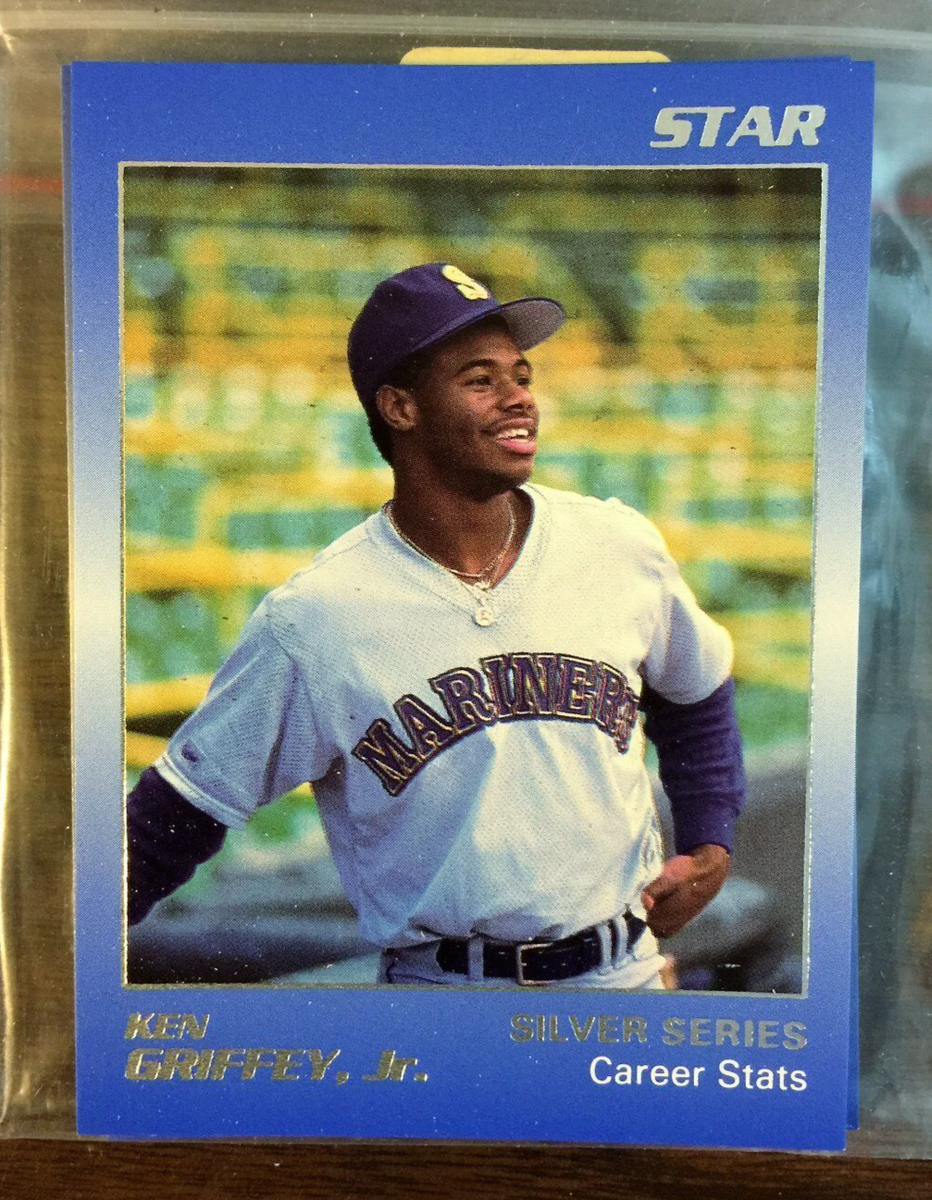 STAR
S
MARINERS
KEN
GRIFFEY, Jr.
SILVER SERIES
Career Stats